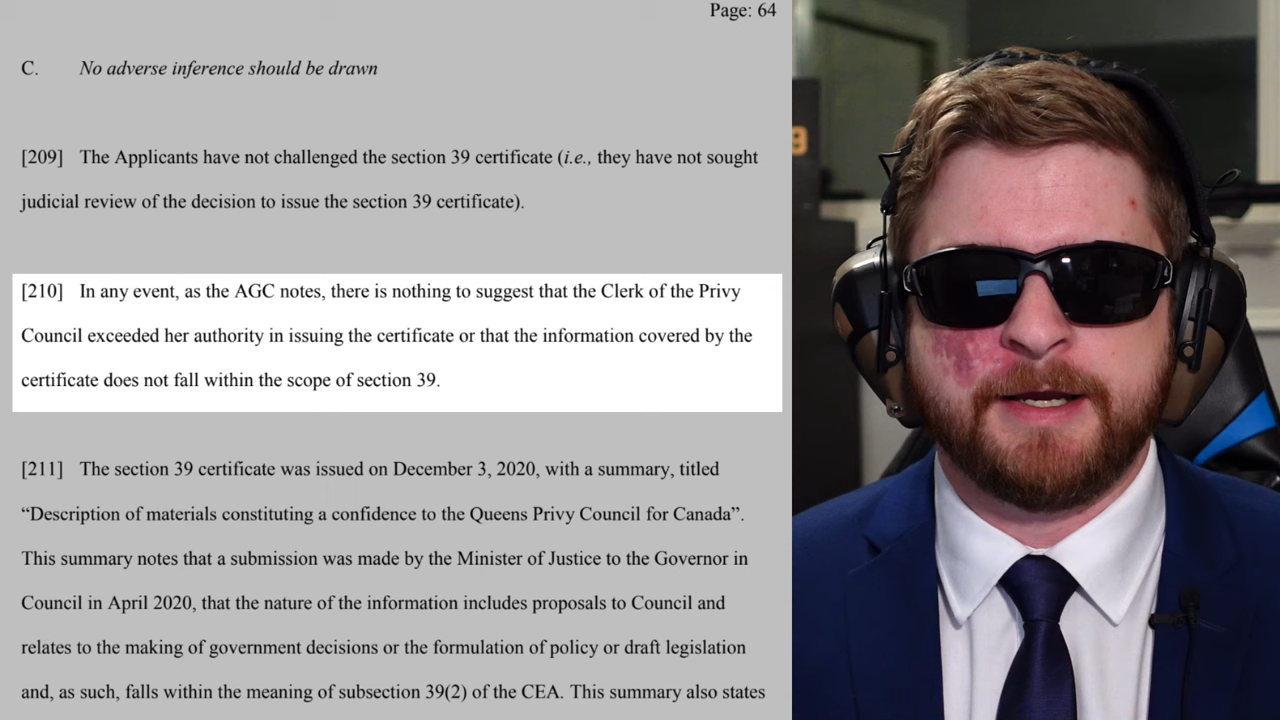 Page: 64
C. No adverse inference should be drawn
[209] The Applicants have not challenged the section 39 certificate (i.e., they have not sought
judicial review of the decision to issue the section 39 certificate).
[210] In any event, as the AGC notes, there is nothing to suggest that the Clerk of the Privy
Council exceeded her authority in issuing the certificate or that the information covered by the
certificate does not fall within the scope of section 39.
[211] The section 39 certificate was issued on December 3, 2020, with a summary, titled
“Description of materials constituting a confidence to the Queens Privy Council for Canada”.
This summary notes that a submission was made by the Minister of Justice to the Governor in
Council in April 2020, that the nature of the information includes proposals to Council and
relates to the making of government decisions or the formulation of policy or draft legislation
and, as such, falls within the meaning of subsection 39(2) of the CEA. This summary also states